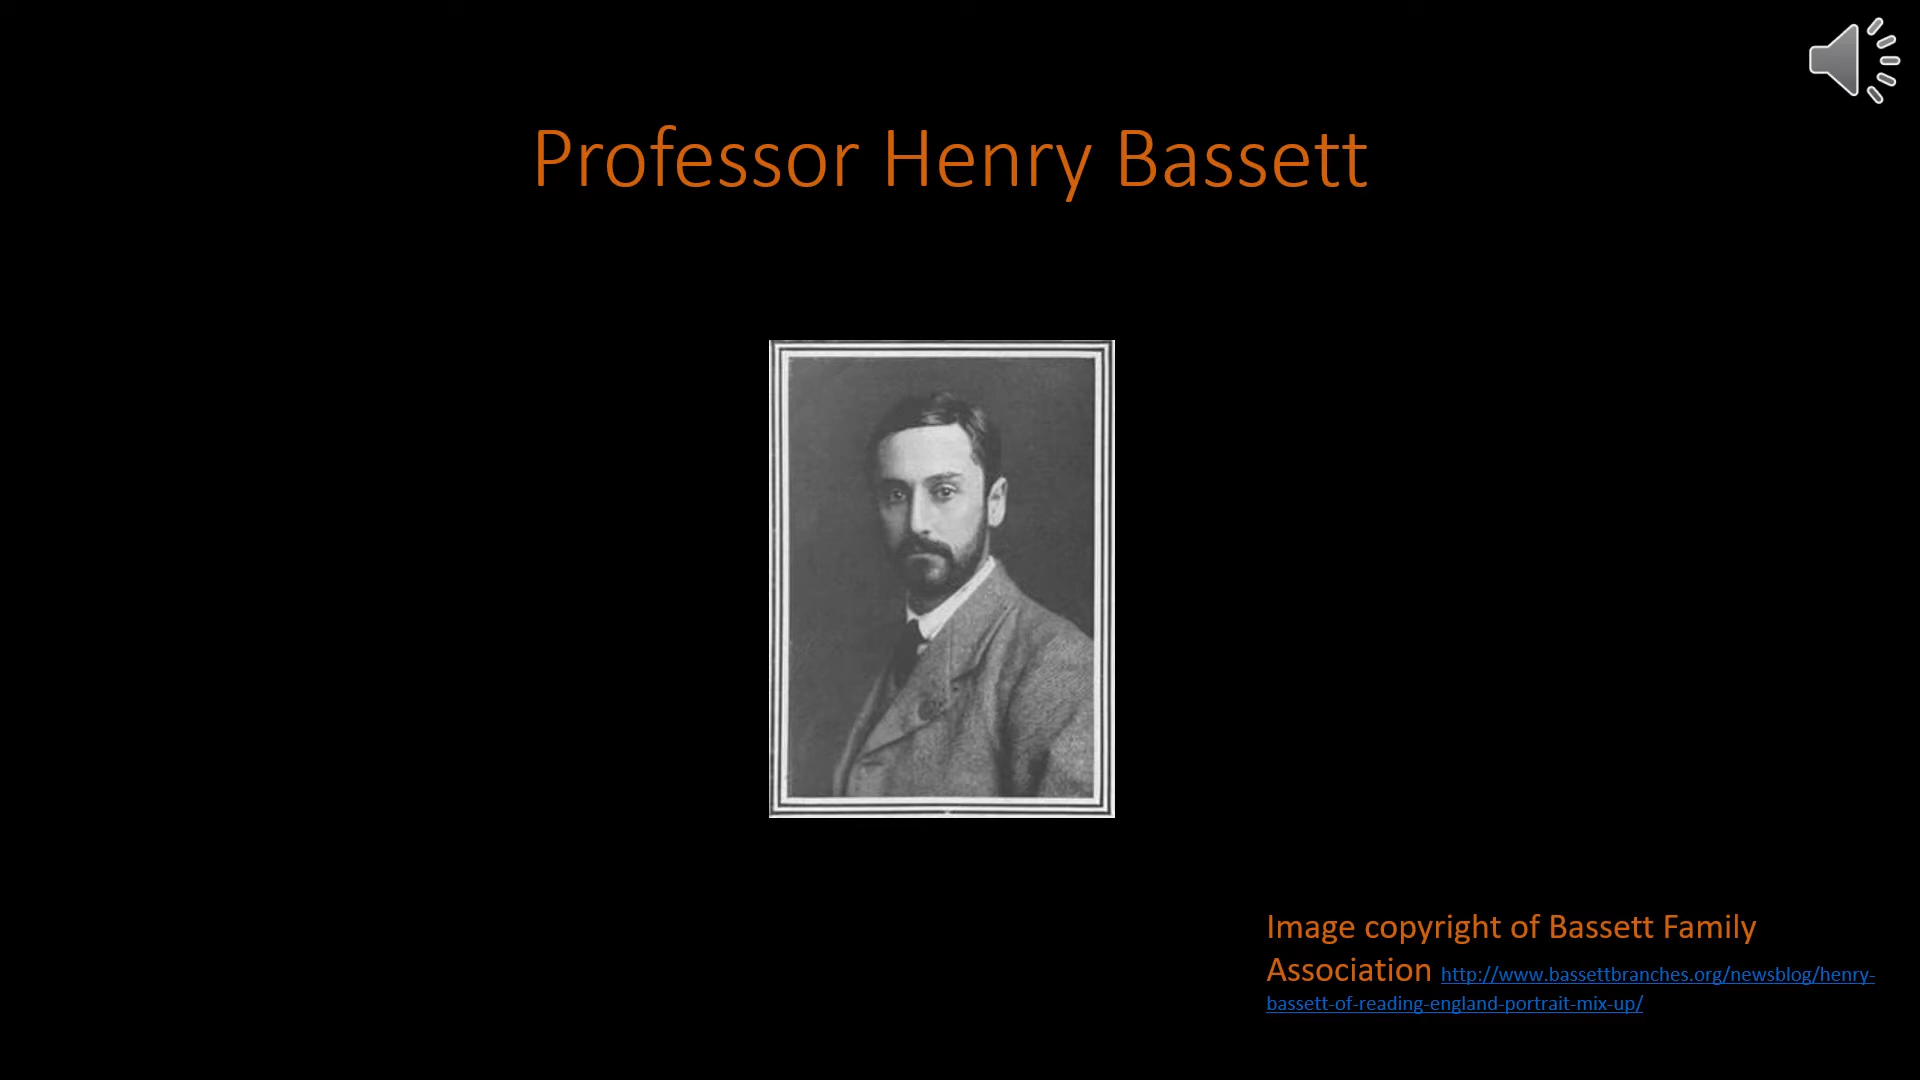 Professor Henry Bassett
Image copyright of Bassett Family
Association http://www.bassettbranches.org/newsblog/henry-
bassett-of-reading-england-portrait-mix-up/